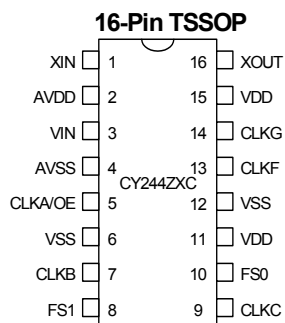 16-Pin TSSOP
XIN 1 16 XOUT
AVDD 2 15 VDD
VIN 3 14 CLKG
AVSS 4 13 CLKF
CY244ZXC
CLKA/OE 5 12 VSS
VSS 6 11 VDD
CLKB 7 10 FS0
FS1 8 9 CLKC